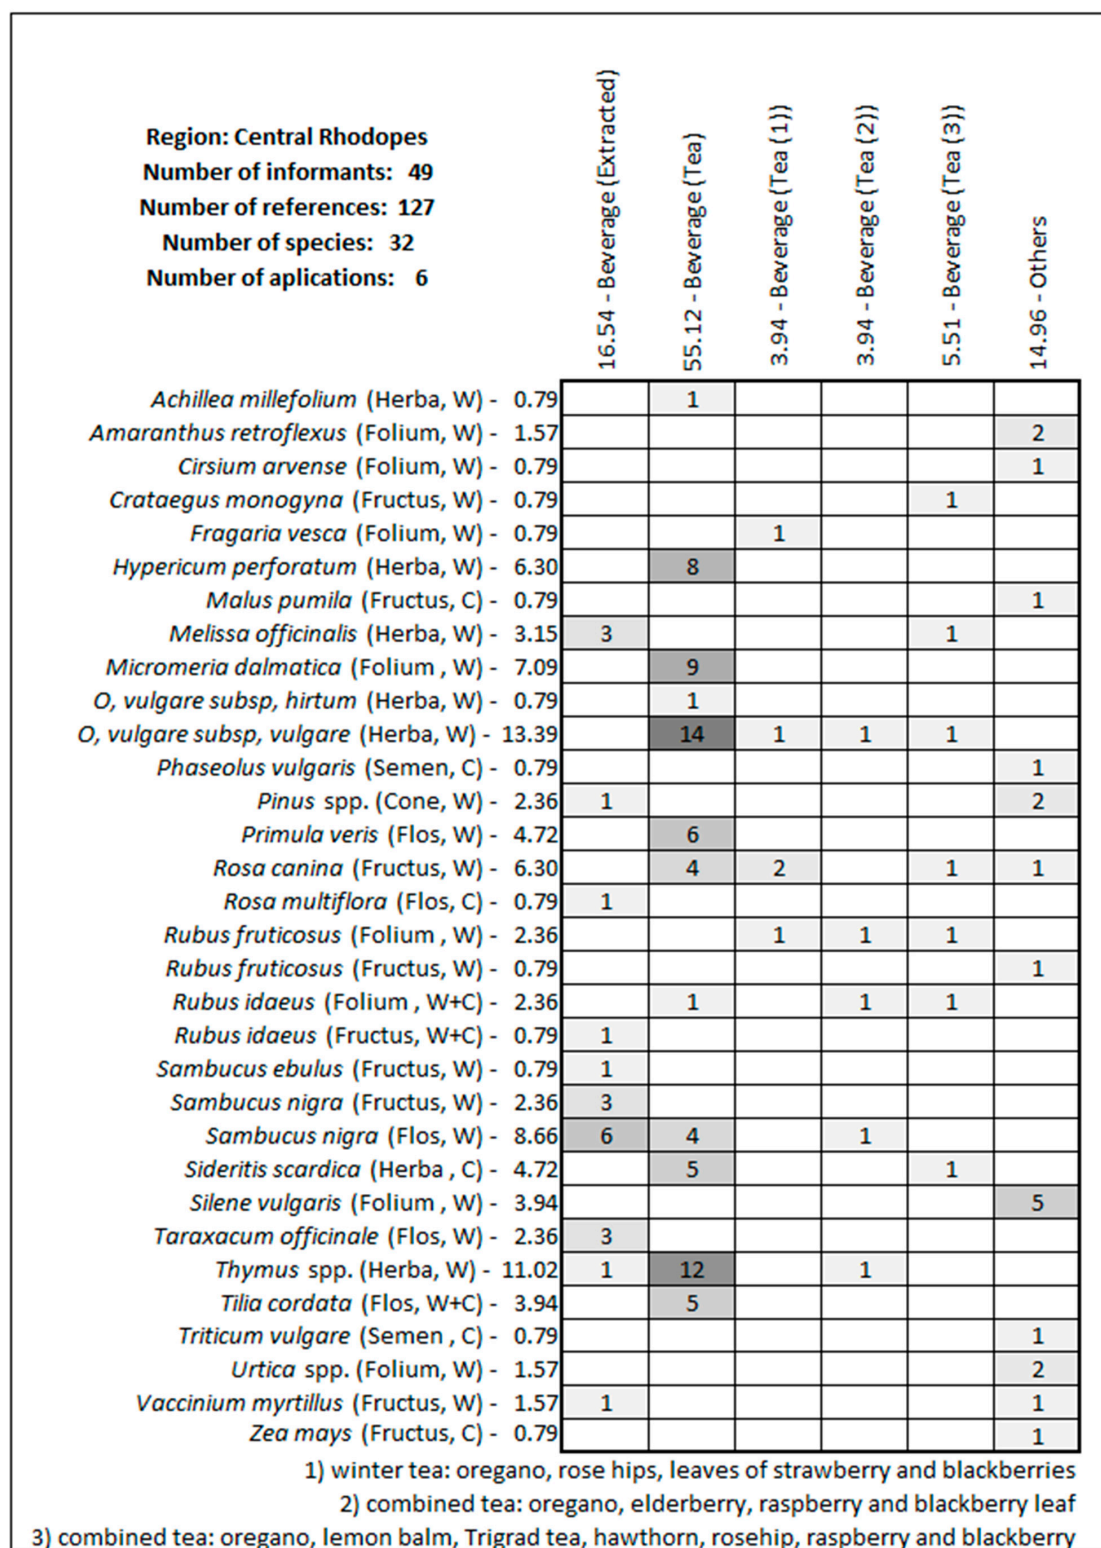 Region: Central Rhodopes
Number of informants: 49
Number of references: 127
Number of species: 32
Number of aplications: 6
16.54 - Beverage (Extracted)
55.12 - Beverage (Tea)
3.94 - Beverage (Tea (1))
3.94 - Beverage (Tea (2))
5.51 - Beverage (Tea (3))
14.96 - Others
Achillea millefolium (Herba, W) - 0.79 1
Amaranthus retroflexus (Folium, W) - 1.57 2
Cirsium arvense (Folium, W) - 0.79 1
Crataegus monogyna (Fructus, W) - 0.79 1
Fragaria vesca (Folium, W) - 0.79 1
Hypericum perforatum (Herba, W) - 6.30 8
Malus pumila (Fructus, C) - 0.79 1
Melissa officinalis (Herba, W) - 3.15 3 1
Micromeria dalmatica (Folium , W) - 7.09 9
O, vulgare subsp, hirtum (Herba, W) - 0.79 1
O, vulgare subsp, vulgare (Herba, W) - 13.39 14 1 1 1
Phaseolus vulgaris (Semen, C) - 0.79 1
Pinus spp. (Cone, W) - 2.36 1 2
Primula veris (Flos, W) - 4.72 6
Rosa canina (Fructus, W) - 6.30 4 2 1 1
Rosa multiflora (Flos, C) - 0.79 1
Rubus fruticosus (Folium , W) - 2.36 1 1 1
Rubus fruticosus (Fructus, W) - 0.79 1
Rubus idaeus (Folium , W+C) - 2.36 1 1 1
Rubus idaeus (Fructus, W+C) - 0.79 1
Sambucus ebulus (Fructus, W) - 0.79 1
Sambucus nigra (Fructus, W) - 2.36 3
Sambucus nigra (Flos, W) - 8.66 6 4 1
Sideritis scardica (Herba , C) - 4.72 5 1
Silene vulgaris (Folium , W) - 3.94 5
Taraxacum officinale (Flos, W) - 2.36 3
Thymus spp. (Herba, W) - 11.02 1 12 1
Tilia cordata (Flos, W+C) - 3.94 5
Triticum vulgare (Semen , C) - 0.79 1
Urtica spp. (Folium, W) - 1.57 2
Vaccinium myrtillus (Fructus, W) - 1.57 1 1
Zea mays (Fructus, C) - 0.79 1
1) winter tea: oregano, rose hips, leaves of strawberry and blackberries
2) combined tea: oregano, elderberry, raspberry and blackberry leaf
3) combined tea: oregano, lemon balm, Trigrad tea, hawthorn, rosehip, raspberry and blackberry